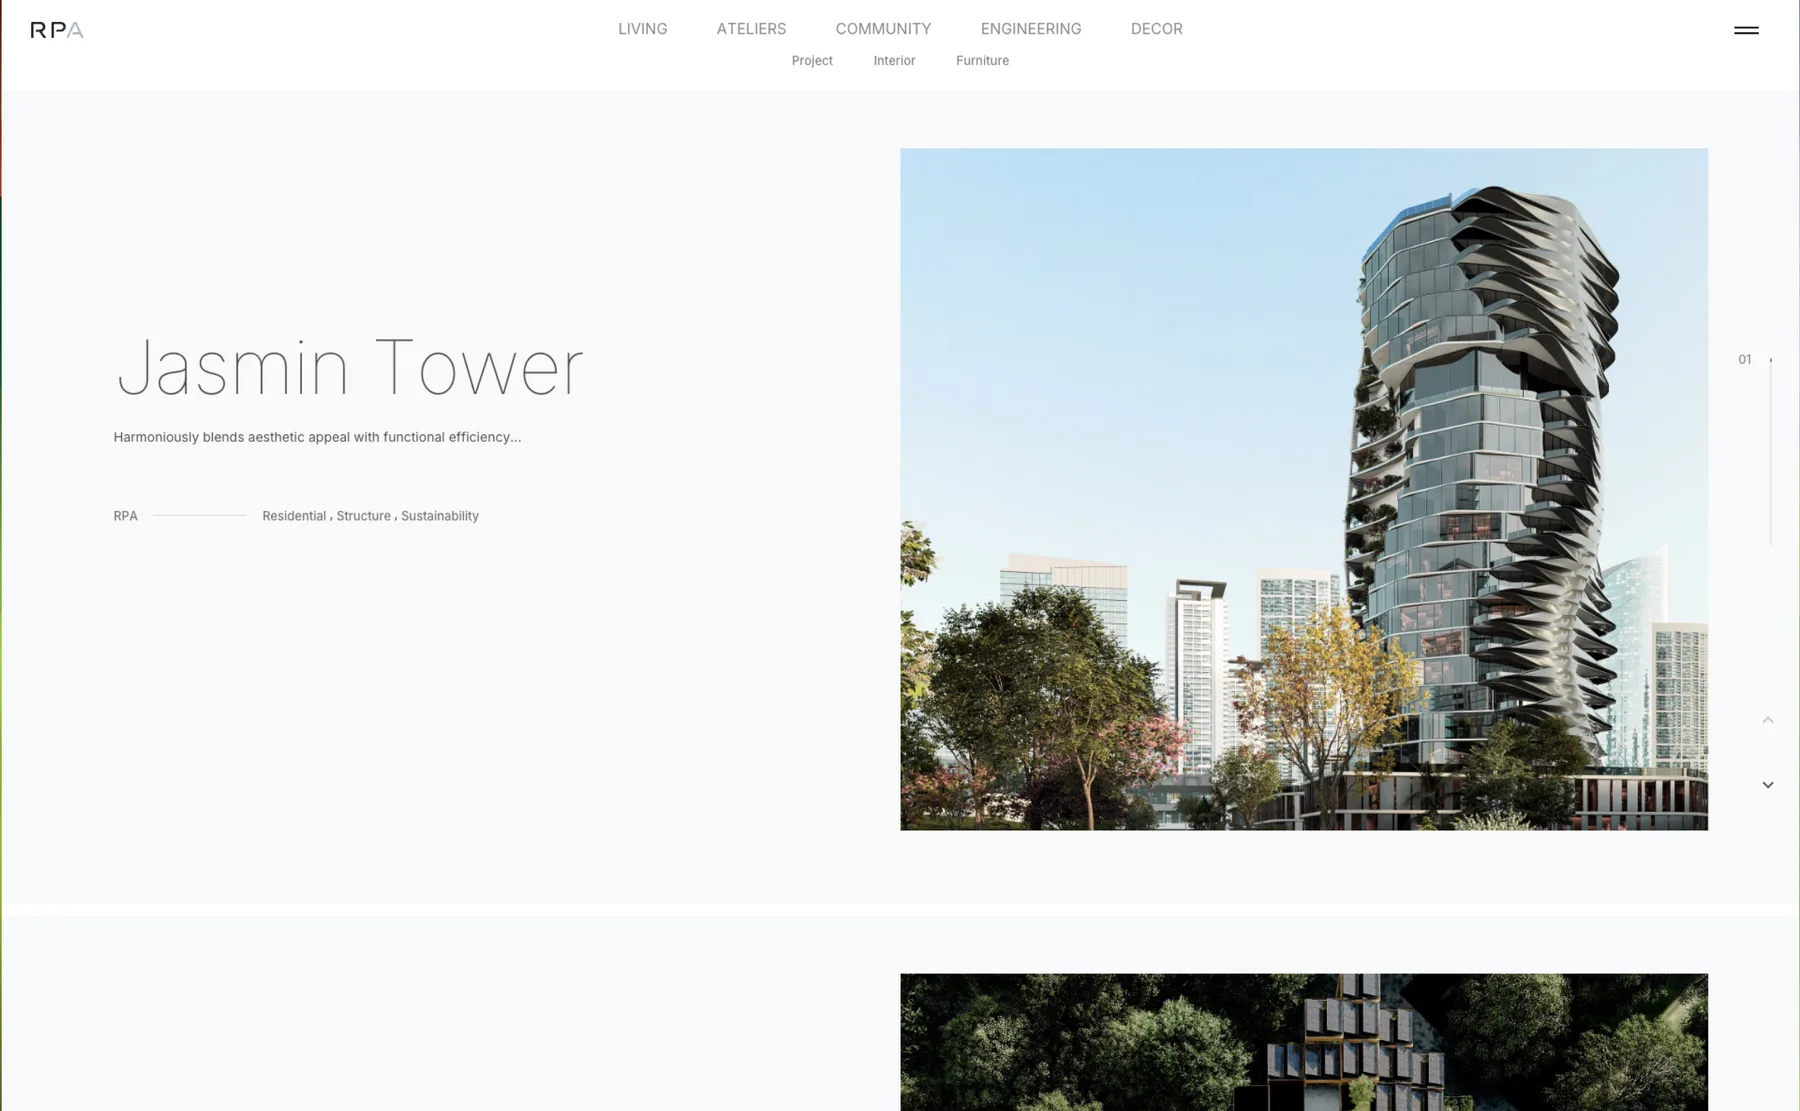 RPA
LIVING ATELIERS COMMUNITY ENGINEERING DECOR
Project Interior Furniture
Jasmin Tower
Harmoniously blends aesthetic appeal with functional efficiency...
RPA Residential , Structure , Sustainability
01